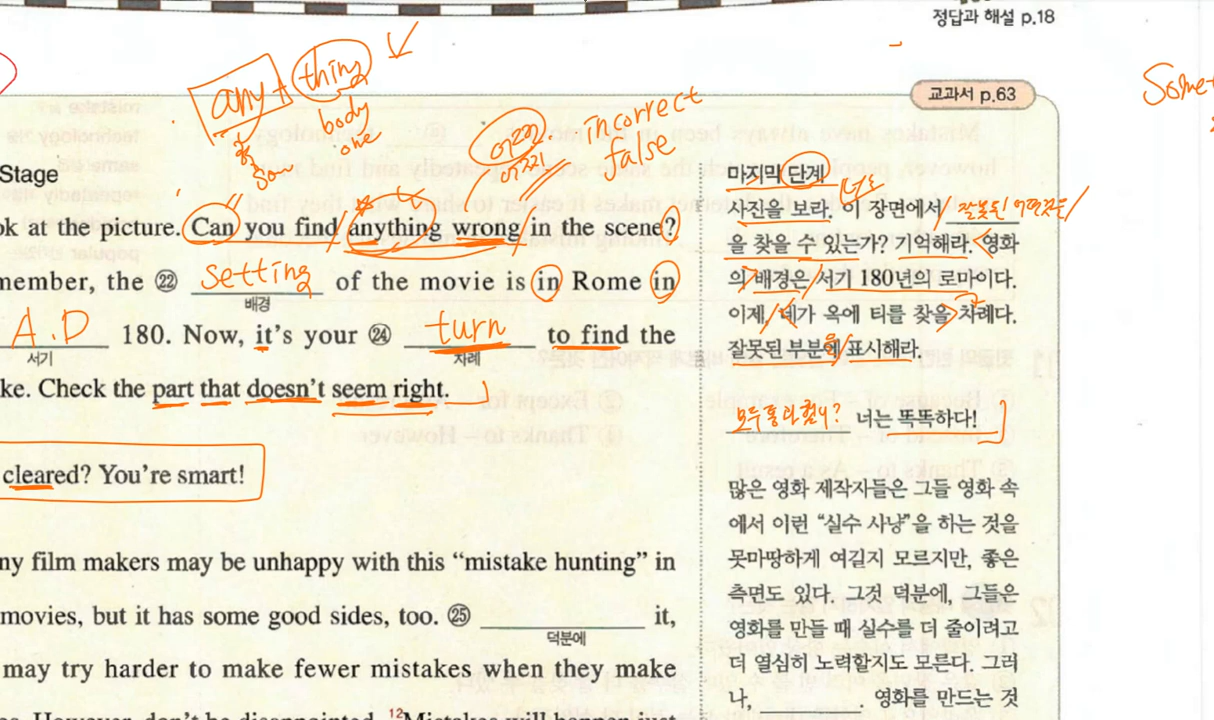 정답과 해설 p.18
교과서 p.63
any + thing
body
one
incorrect
false
Stage
ok at the picture. Can you find anything wrong in the scene?
member, the ㉒ setting of the movie is in Rome in
배경
A.D 180. Now, it's your ㉔ turn to find the
서기
차례
ke. Check the part that doesn't seem right.
cleared? You're smart!
ny film makers may be unhappy with this “mistake hunting” in
movies, but it has some good sides, too. ㉕ it,
덕분에
may try harder to make fewer mistakes when they make
es. However, don't be disappointed. 12Mistakes will happen just
마지막 단계
사진을 보라. 이 장면에서 잘못된 어떤것
을 찾을 수 있는가? 기억해라. 영화
의 배경은 서기 180년의 로마이다.
이제, 네가 옥에 티를 찾을 차례다.
잘못된 부분에 표시해라.
너는 똑똑하다!
많은 영화 제작자들은 그들 영화 속
에서 이런 “실수 사냥”을 하는 것을
못마땅하게 여길지 모르지만, 좋은
측면도 있다. 그것 덕분에, 그들은
영화를 만들 때 실수를 더 줄이려고
더 열심히 노력할지도 모른다. 그러
나, . 영화를 만드는 것